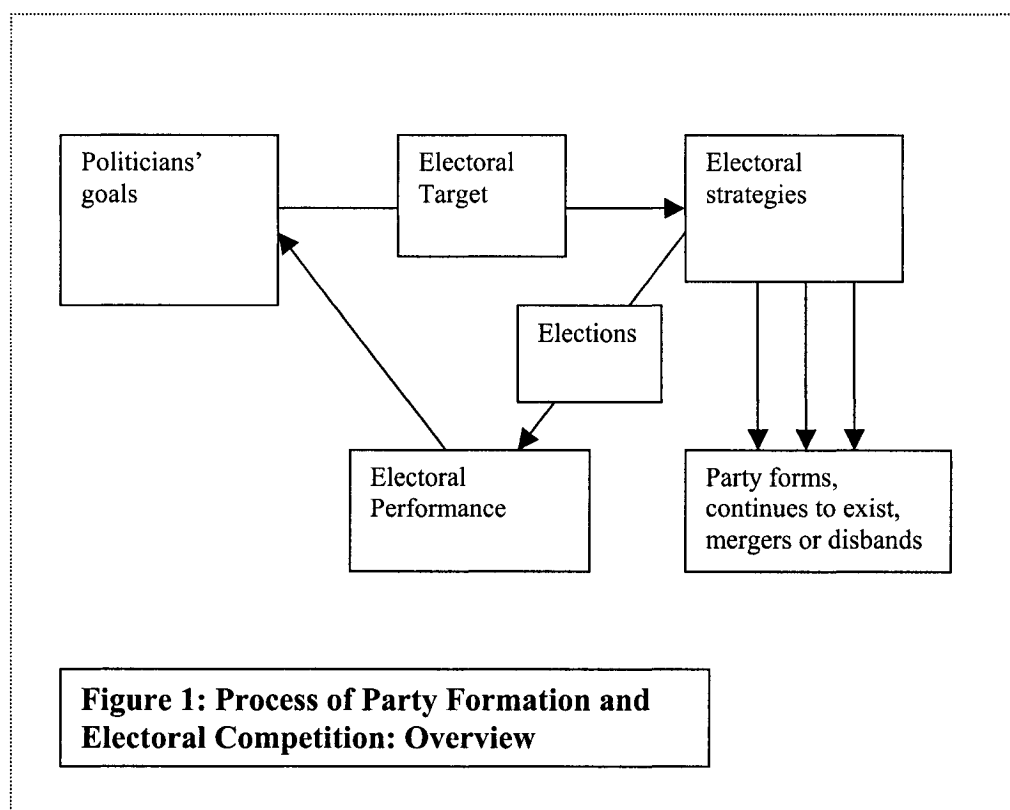 Politicians'
goals
Electoral
Target
Electoral
strategies
Elections
Electoral
Performance
Party forms,
continues to exist,
mergers or disbands
Figure 1: Process of Party Formation and
Electoral Competition: Overview